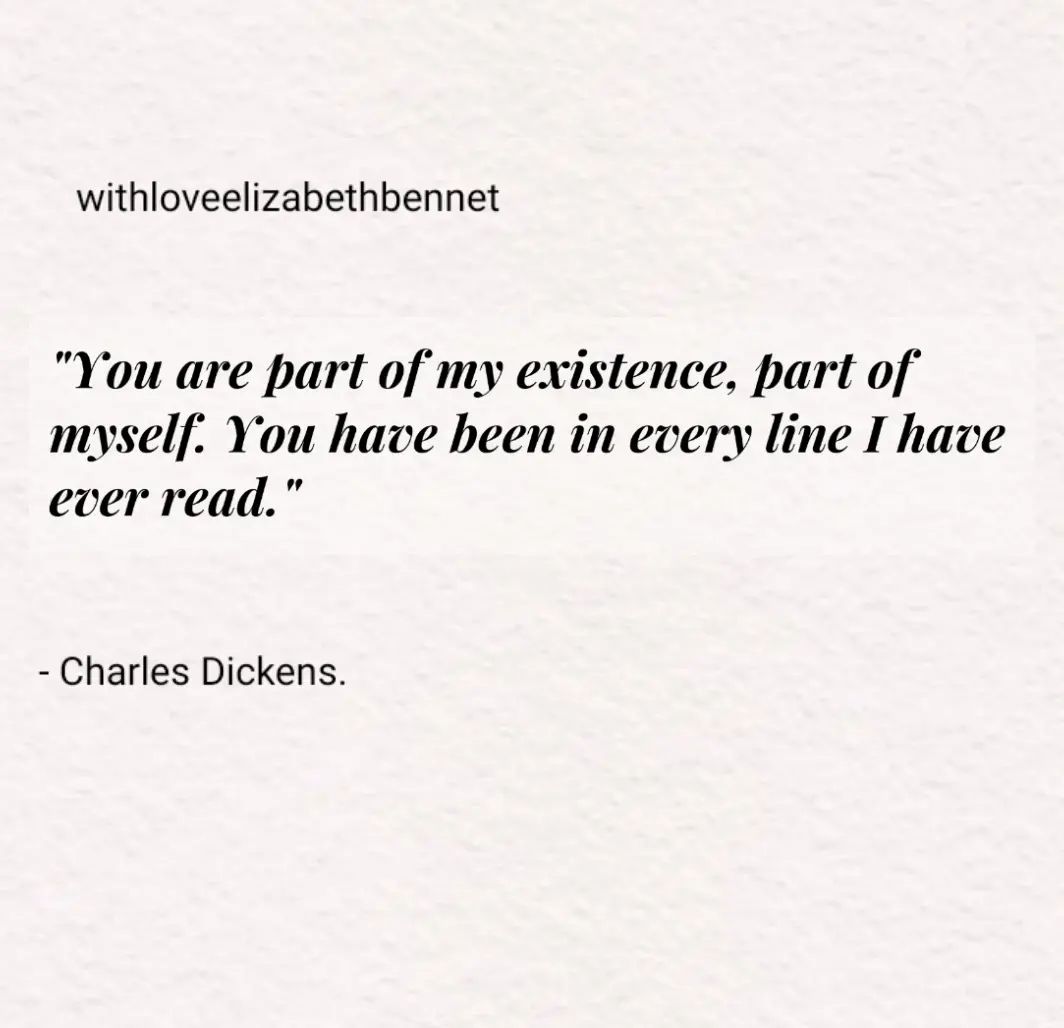 withloveelizabethbennet
"You are part of my existence, part of
myself. You have been in every line I have
ever read."
- Charles Dickens.